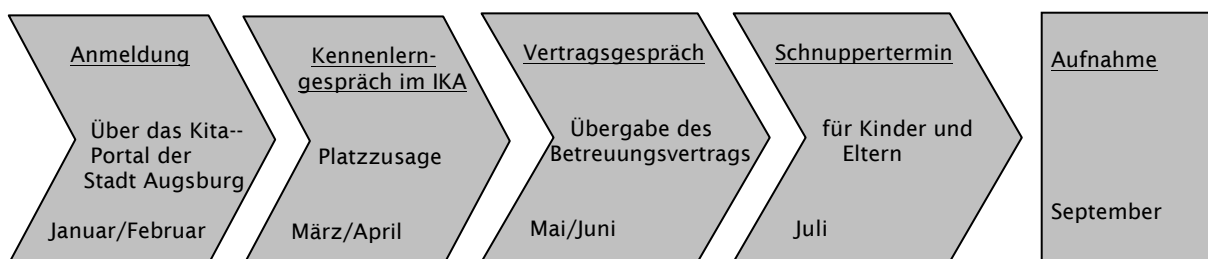 Anmeldung
Über das Kita--
Portal der
Stadt Augsburg
Januar/Februar
Kennenlern-
gespräch im IKA
Platzzusage
März/April
Vertragsgespräch
Übergabe des
Betreuungsvertrags
Mai/Juni
Schnuppertermin
für Kinder und
Eltern
Juli
Aufnahme
September